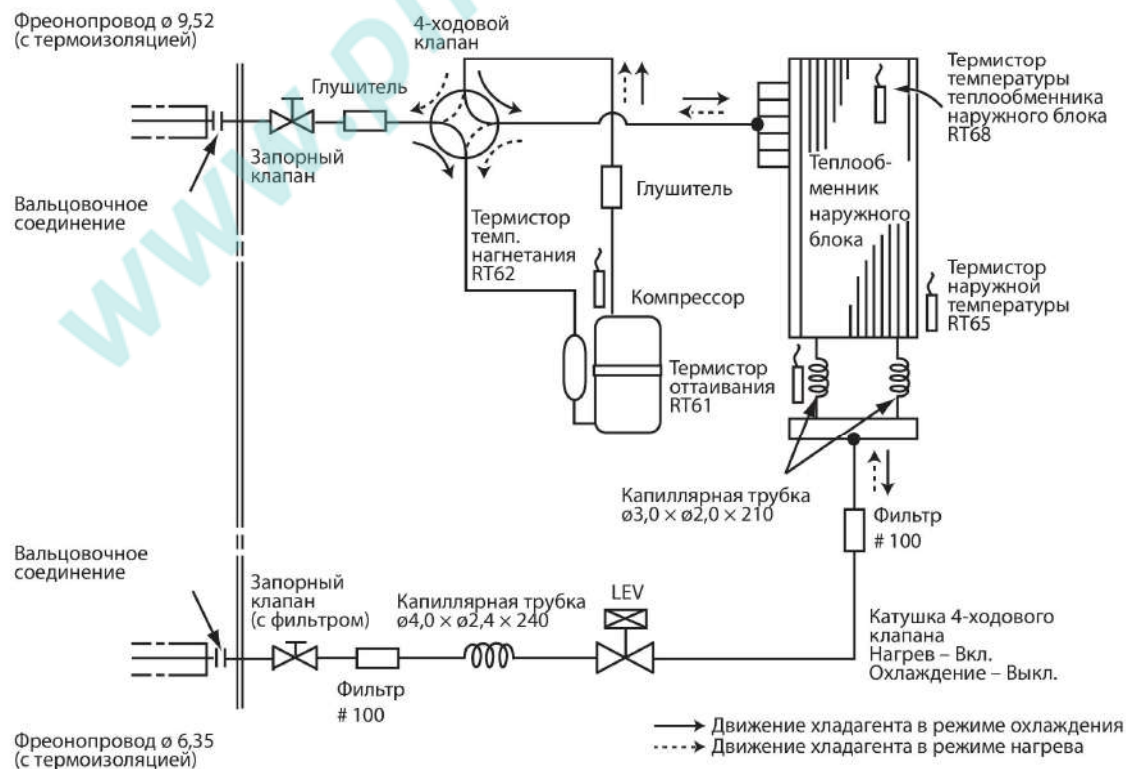 Фреонопровод ø 9,52
(с термоизоляцией)
4-ходовой
клапан
Глушитель
Запорный
клапан
Вальцовочное
соединение
Термистор
темп.
нагнетания
RT62
Глушитель
Компрессор
Термистор
оттаивания
RT61
Термистор
температуры
теплообменника
наружного блока
RT68
Теплооб-
менник
наружного
блока
Термистор
наружной
температуры
RT65
Капиллярная трубка
ø3,0 × ø2,0 × 210
Фильтр
# 100
Вальцовочное
соединение
Запорный
клапан
(с фильтром)
Капиллярная трубка
ø4,0 × ø2,4 × 240
LEV
Фильтр
# 100
Катушка 4-ходового
клапана
Нагрев – Вкл.
Охлаждение – Выкл.
Фреонопровод ø 6,35
(с термоизоляцией)
Движение хладагента в режиме охлаждения
Движение хладагента в режиме нагрева